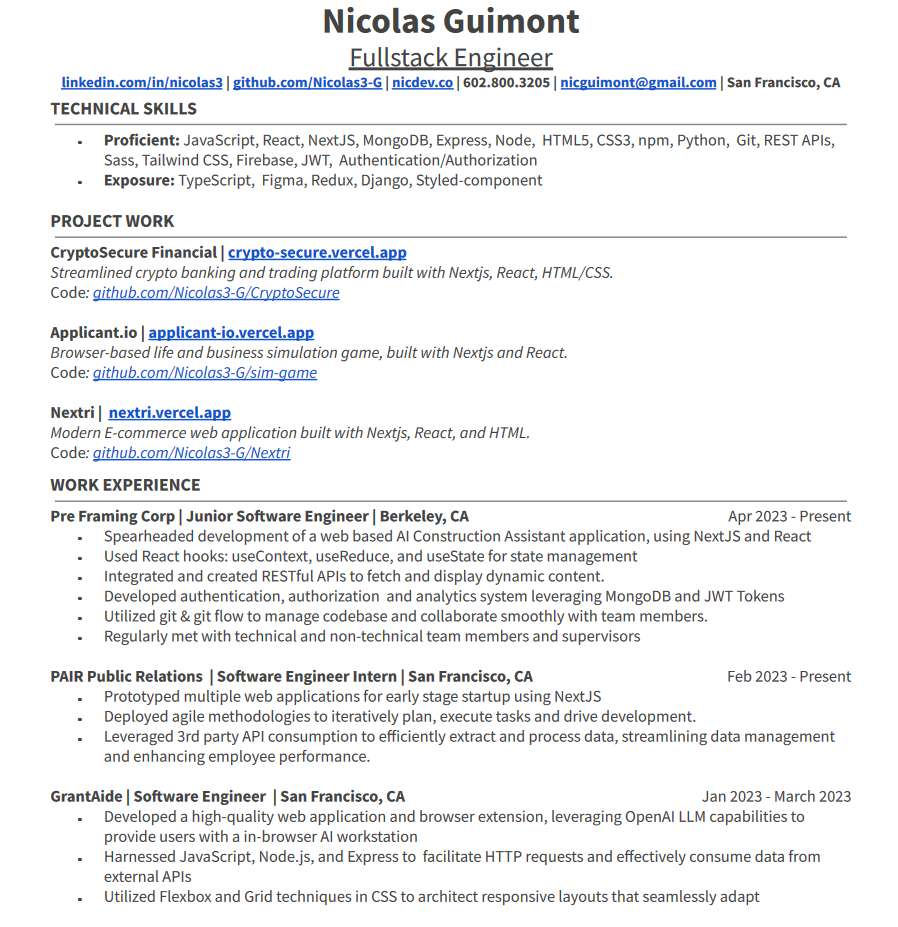 Nicolas Guimont
Fullstack Engineer
linkedin.com/in/nicolas3 | github.com/Nicolas3-G | nicdev.co | 602.800.3205 | nicguimont@gmail.com | San Francisco, CA
TECHNICAL SKILLS
- Proficient: JavaScript, React, NextJS, MongoDB, Express, Node, HTML5, CSS3, npm, Python, Git, REST APIs,
Sass, Tailwind CSS, Firebase, JWT, Authentication/Authorization
- Exposure: TypeScript, Figma, Redux, Django, Styled-component
PROJECT WORK
CryptoSecure Financial | crypto-secure.vercel.app
Streamlined crypto banking and trading platform built with Nextjs, React, HTML/CSS.
Code: github.com/Nicolas3-G/CryptoSecure
Applicant.io | applicant-io.vercel.app
Browser-based life and business simulation game, built with Nextjs and React.
Code: github.com/Nicolas3-G/sim-game
Nextri | nextri.vercel.app
Modern E-commerce web application built with Nextjs, React, and HTML.
Code: github.com/Nicolas3-G/Nextri
WORK EXPERIENCE
Pre Framing Corp | Junior Software Engineer | Berkeley, CA Apr 2023 - Present
- Spearheaded development of a web based AI Construction Assistant application, using NextJS and React
- Used React hooks: useContext, useReduce, and useState for state management
- Integrated and created RESTful APIs to fetch and display dynamic content.
- Developed authentication, authorization and analytics system leveraging MongoDB and JWT Tokens
- Utilized git & git flow to manage codebase and collaborate smoothly with team members.
- Regularly met with technical and non-technical team members and supervisors
PAIR Public Relations | Software Engineer Intern | San Francisco, CA Feb 2023 - Present
- Prototyped multiple web applications for early stage startup using NextJS
- Deployed agile methodologies to iteratively plan, execute tasks and drive development.
- Leveraged 3rd party API consumption to efficiently extract and process data, streamlining data management
and enhancing employee performance.
GrantAide | Software Engineer | San Francisco, CA Jan 2023 - March 2023
- Developed a high-quality web application and browser extension, leveraging OpenAI LLM capabilities to
provide users with a in-browser AI workstation
- Harnessed JavaScript, Node.js, and Express to facilitate HTTP requests and effectively consume data from
external APIs
- Utilized Flexbox and Grid techniques in CSS to architect responsive layouts that seamlessly adapt